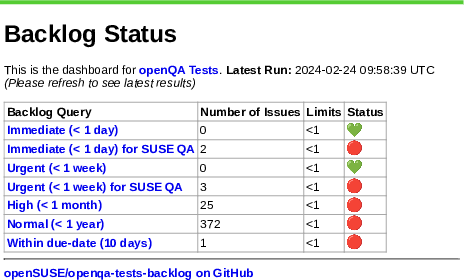 Backlog Status
This is the dashboard for openQA Tests. Latest Run: 2024-02-24 09:58:39 UTC
(Please refresh to see latest results)
Backlog Query Number of Issues Limits Status
Immediate (< 1 day) 0 <1 💚
Immediate (< 1 day) for SUSE QA 2 <1 🔴
Urgent (< 1 week) 0 <1 💚
Urgent (< 1 week) for SUSE QA 3 <1 🔴
High (< 1 month) 25 <1 🔴
Normal (< 1 year) 372 <1 🔴
Within due-date (10 days) 1 <1 🔴
openSUSE/openqa-tests-backlog on GitHub